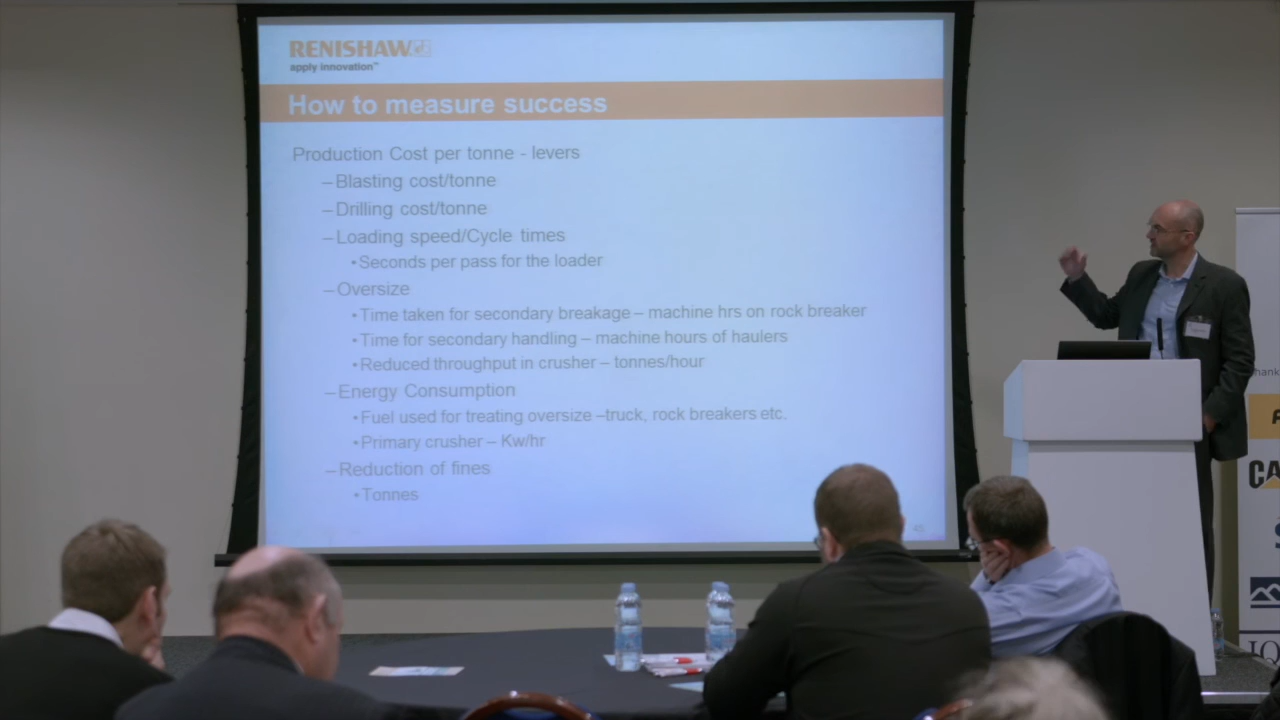 RENISHAW
apply innovation™
How to measure success
Production Cost per tonne - levers
–Blasting cost/tonne
–Drilling cost/tonne
–Loading speed/Cycle times
•Seconds per pass for the loader
–Oversize
•Time taken for secondary breakage – machine hrs on rock breaker
•Time for secondary handling – machine hours of haulers
•Reduced throughput in crusher – tonnes/hour
–Energy Consumption
•Fuel used for treating oversize –truck, rock breakers etc.
•Primary crusher – Kw/hr
–Reduction of fines
•Tonnes